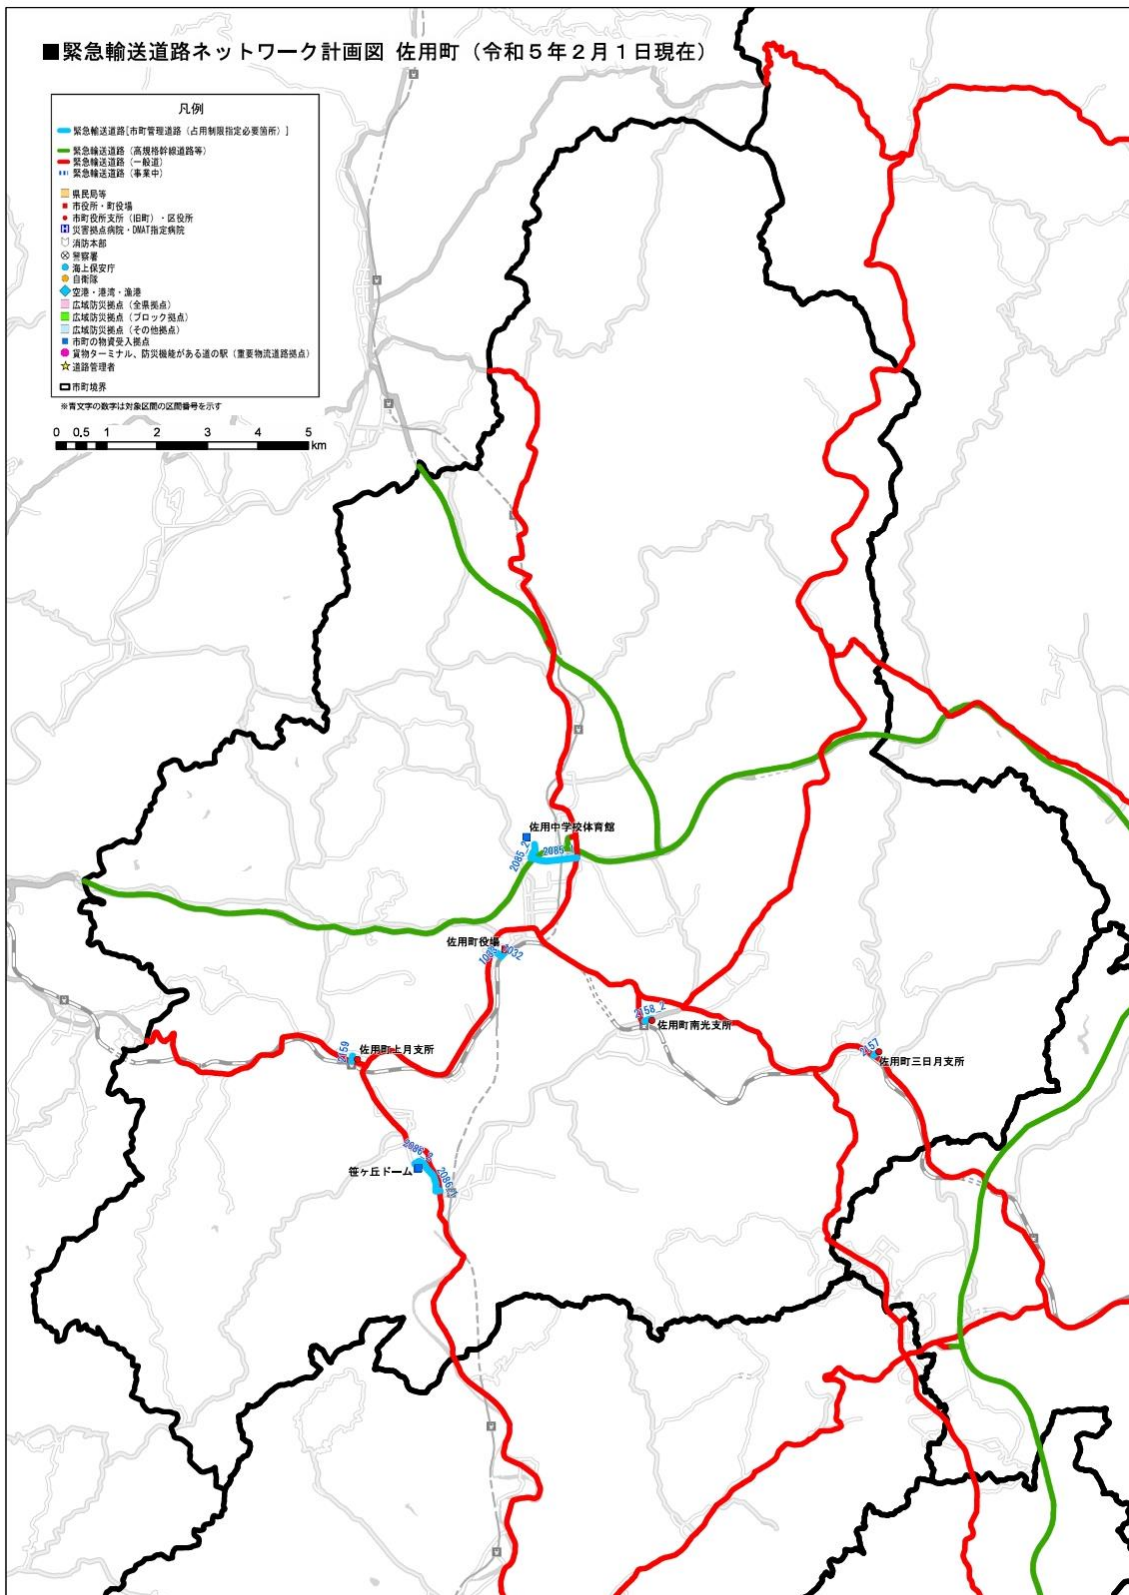 ■緊急輸送道路ネットワーク計画図 佐用町（令和５年２月１日現在）
凡例
緊急輸送道路[市町管理道路（占用制限指定必要箇所）]
緊急輸送道路（高規格幹線道路等）
緊急輸送道路（一般道）
緊急輸送道路（事業中）
県民局等
市役所・町役場
市町役所支所（旧町）・区役所
災害拠点病院・DMAT指定病院
消防本部
警察署
海上保安庁
自衛隊
空港・港湾・漁港
広域防災拠点（全県拠点）
広域防災拠点（ブロック拠点）
広域防災拠点（その他拠点）
市町の物資受入拠点
貨物ターミナル、防災機能がある道の駅（重要物流道路拠点）
道路管理者
市町境界
※青文字の数字は対象区間の区間番号を示す
0 0.5 1 2 3 4 5
km
佐用中学校体育館
2085_2
佐用町役場
佐用町南光支所
佐用町上月支所
佐用町三日月支所
笹ヶ丘ドーム